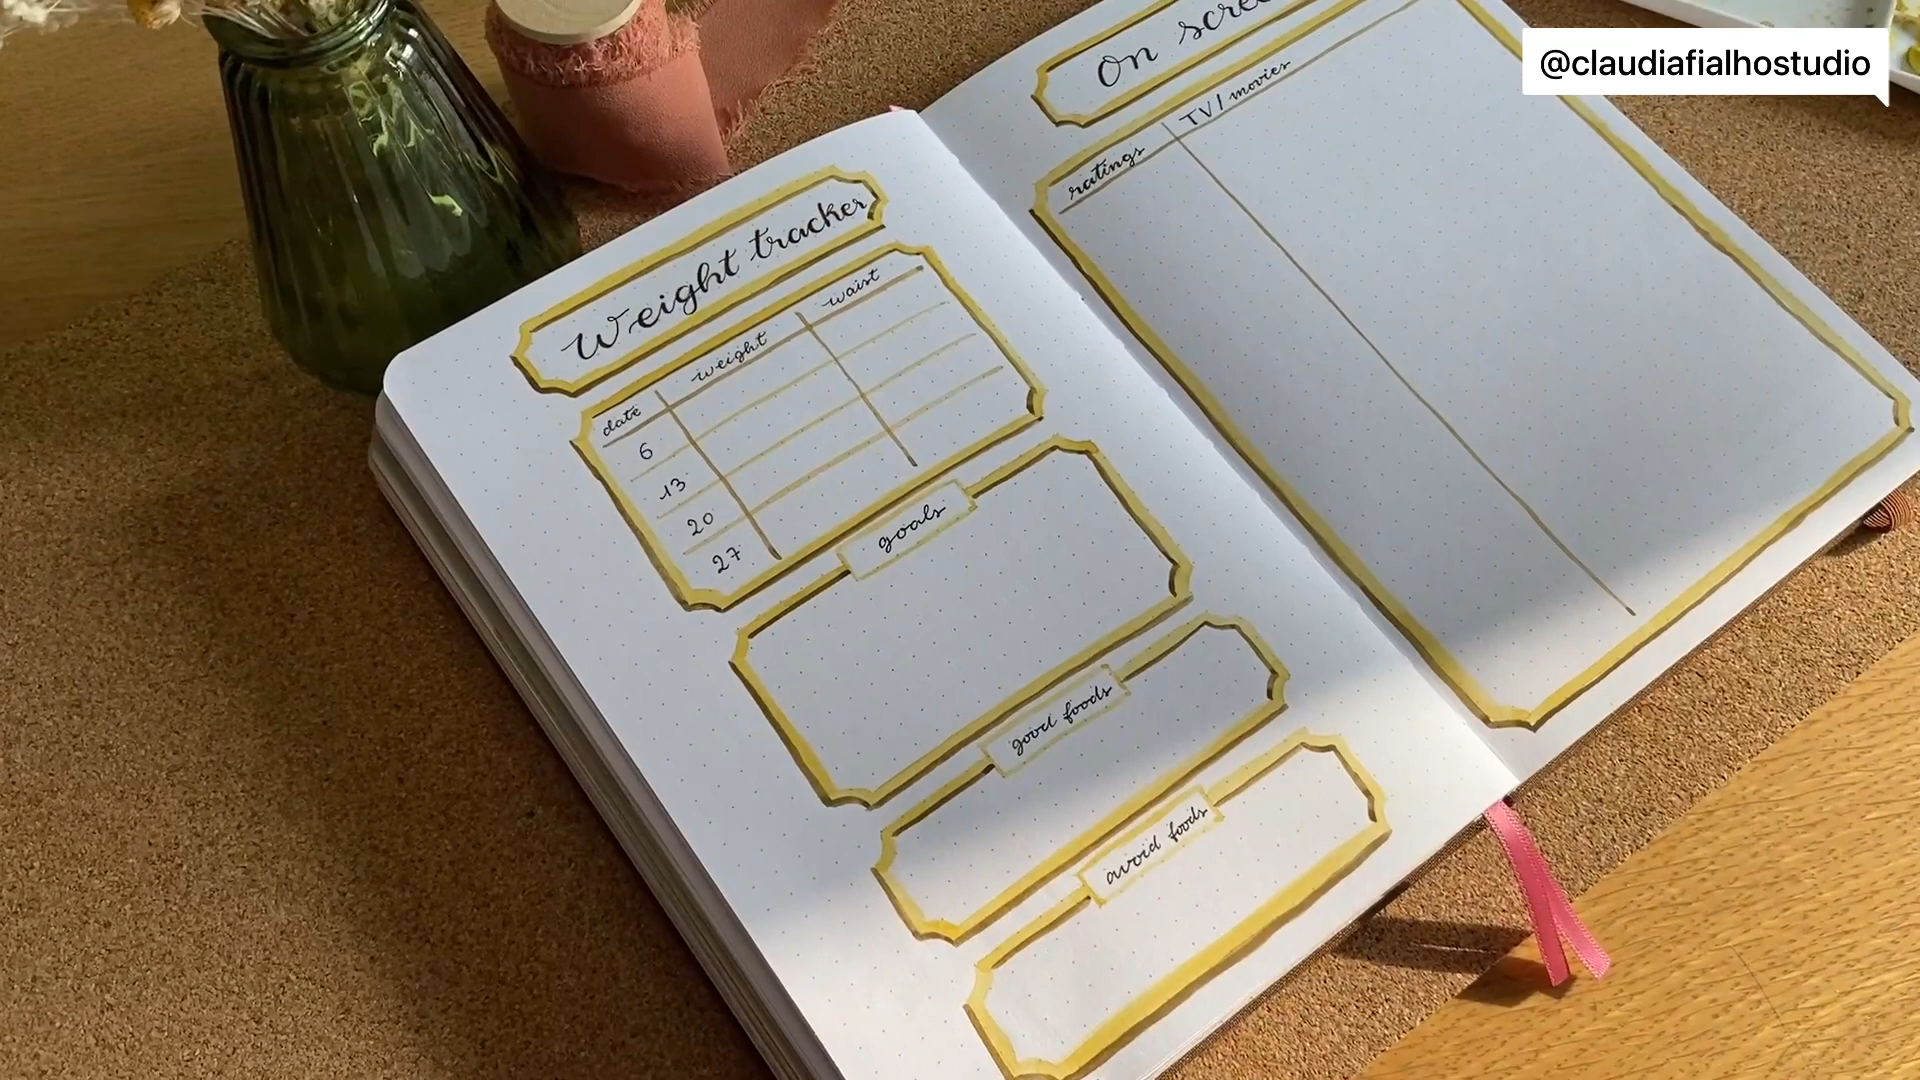 @claudiafialhostudio
Weight tracker
date weight waist
6
13
20
27
goals
good foods
avoid foods
On
ratings TV/movies